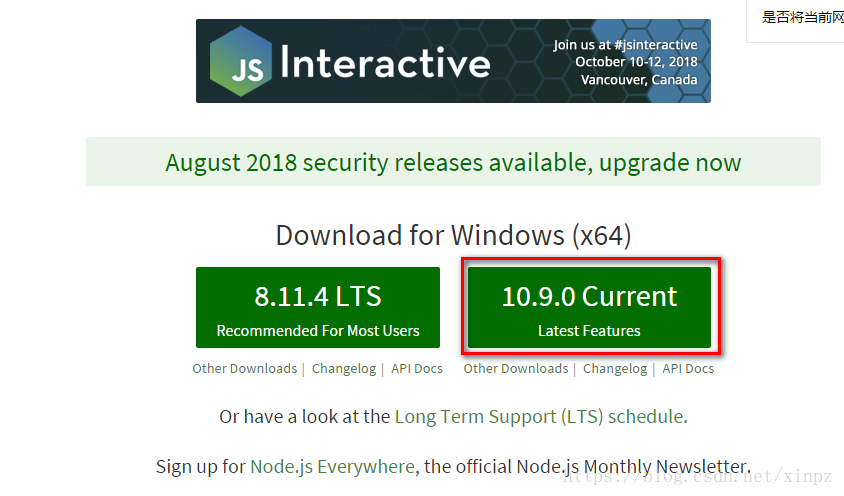 是否将当前网
JS Interactive
Join us at #jsinteractive
October 10-12, 2018
Vancouver, Canada
August 2018 security releases available, upgrade now
Download for Windows (x64)
8.11.4 LTS
Recommended For Most Users
10.9.0 Current
Latest Features
Other Downloads | Changelog | API Docs
Other Downloads | Changelog | API Docs
Or have a look at the Long Term Support (LTS) schedule.
Sign up for Node.js Everywhere, the official Node.js Monthly Newsletter.
https://blog.csdn.net/xinpz